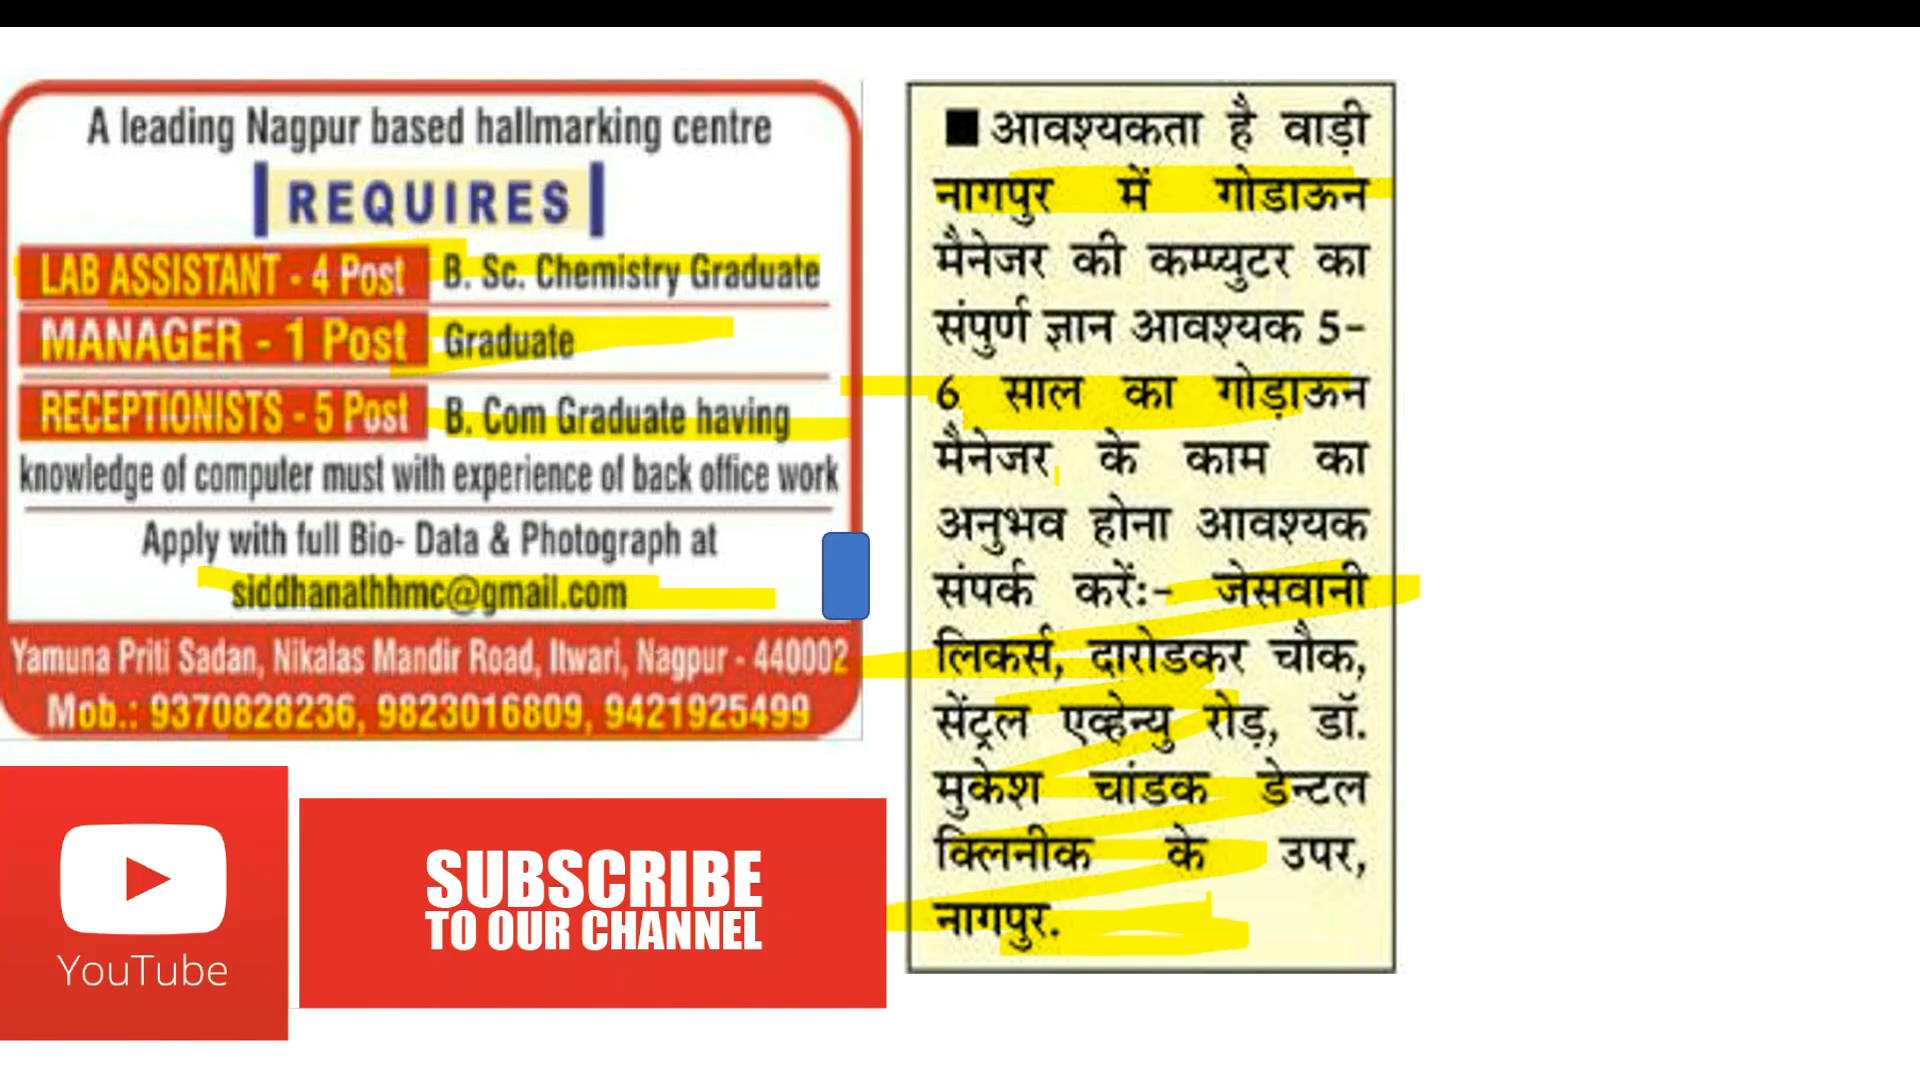 A leading Nagpur based hallmarking centre
REQUIRES
LAB ASSISTANT - 4 Post B. Sc. Chemistry Graduate
MANAGER - 1 Post Graduate
RECEPTIONISTS - 5 Post B. Com Graduate having
knowledge of computer must with experience of back office work
Apply with full Bio- Data & Photograph at
siddhanathhmc@gmail.com
Yamuna Priti Sadan, Nikalas Mandir Road, Itwari, Nagpur - 440002
Mob.: 9370828236, 9823016809, 9421925499
YouTube
SUBSCRIBE
TO OUR CHANNEL
■ आवश्यकता है वाड़ी
नागपुर में गोडाऊन
मैनेजर की कम्प्युटर का
संपुर्ण ज्ञान आवश्यक 5-
6 साल का गोड़ाऊन
मैनेजर के काम का
अनुभव होना आवश्यक
संपर्क करें:- जेसवानी
लिकर्स, दारोडकर चौक,
सेंट्रल एव्हेन्यु रोड़, डॉ.
मुकेश चांडक डेन्टल
क्लिनीक के उपर,
नागपुर.